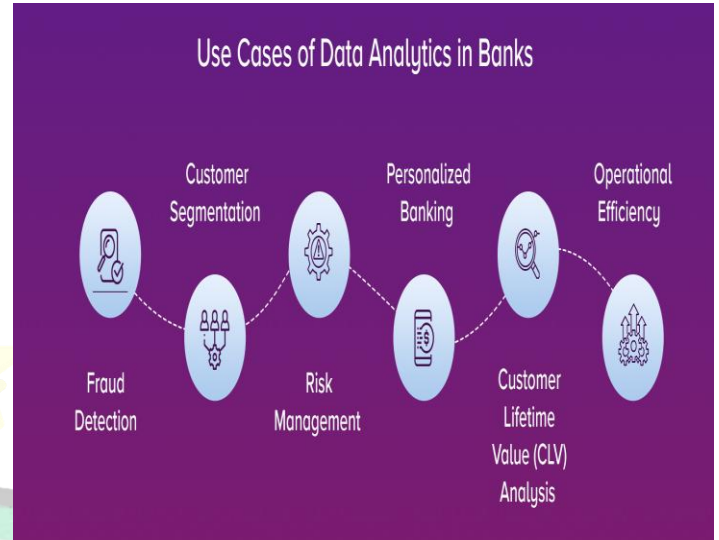 Use Cases of Data Analytics in Banks
Customer
Segmentation
Personalized
Banking
Operational
Efficiency
Fraud
Detection
Risk
Management
Customer
Lifetime
Value (CLV)
Analysis